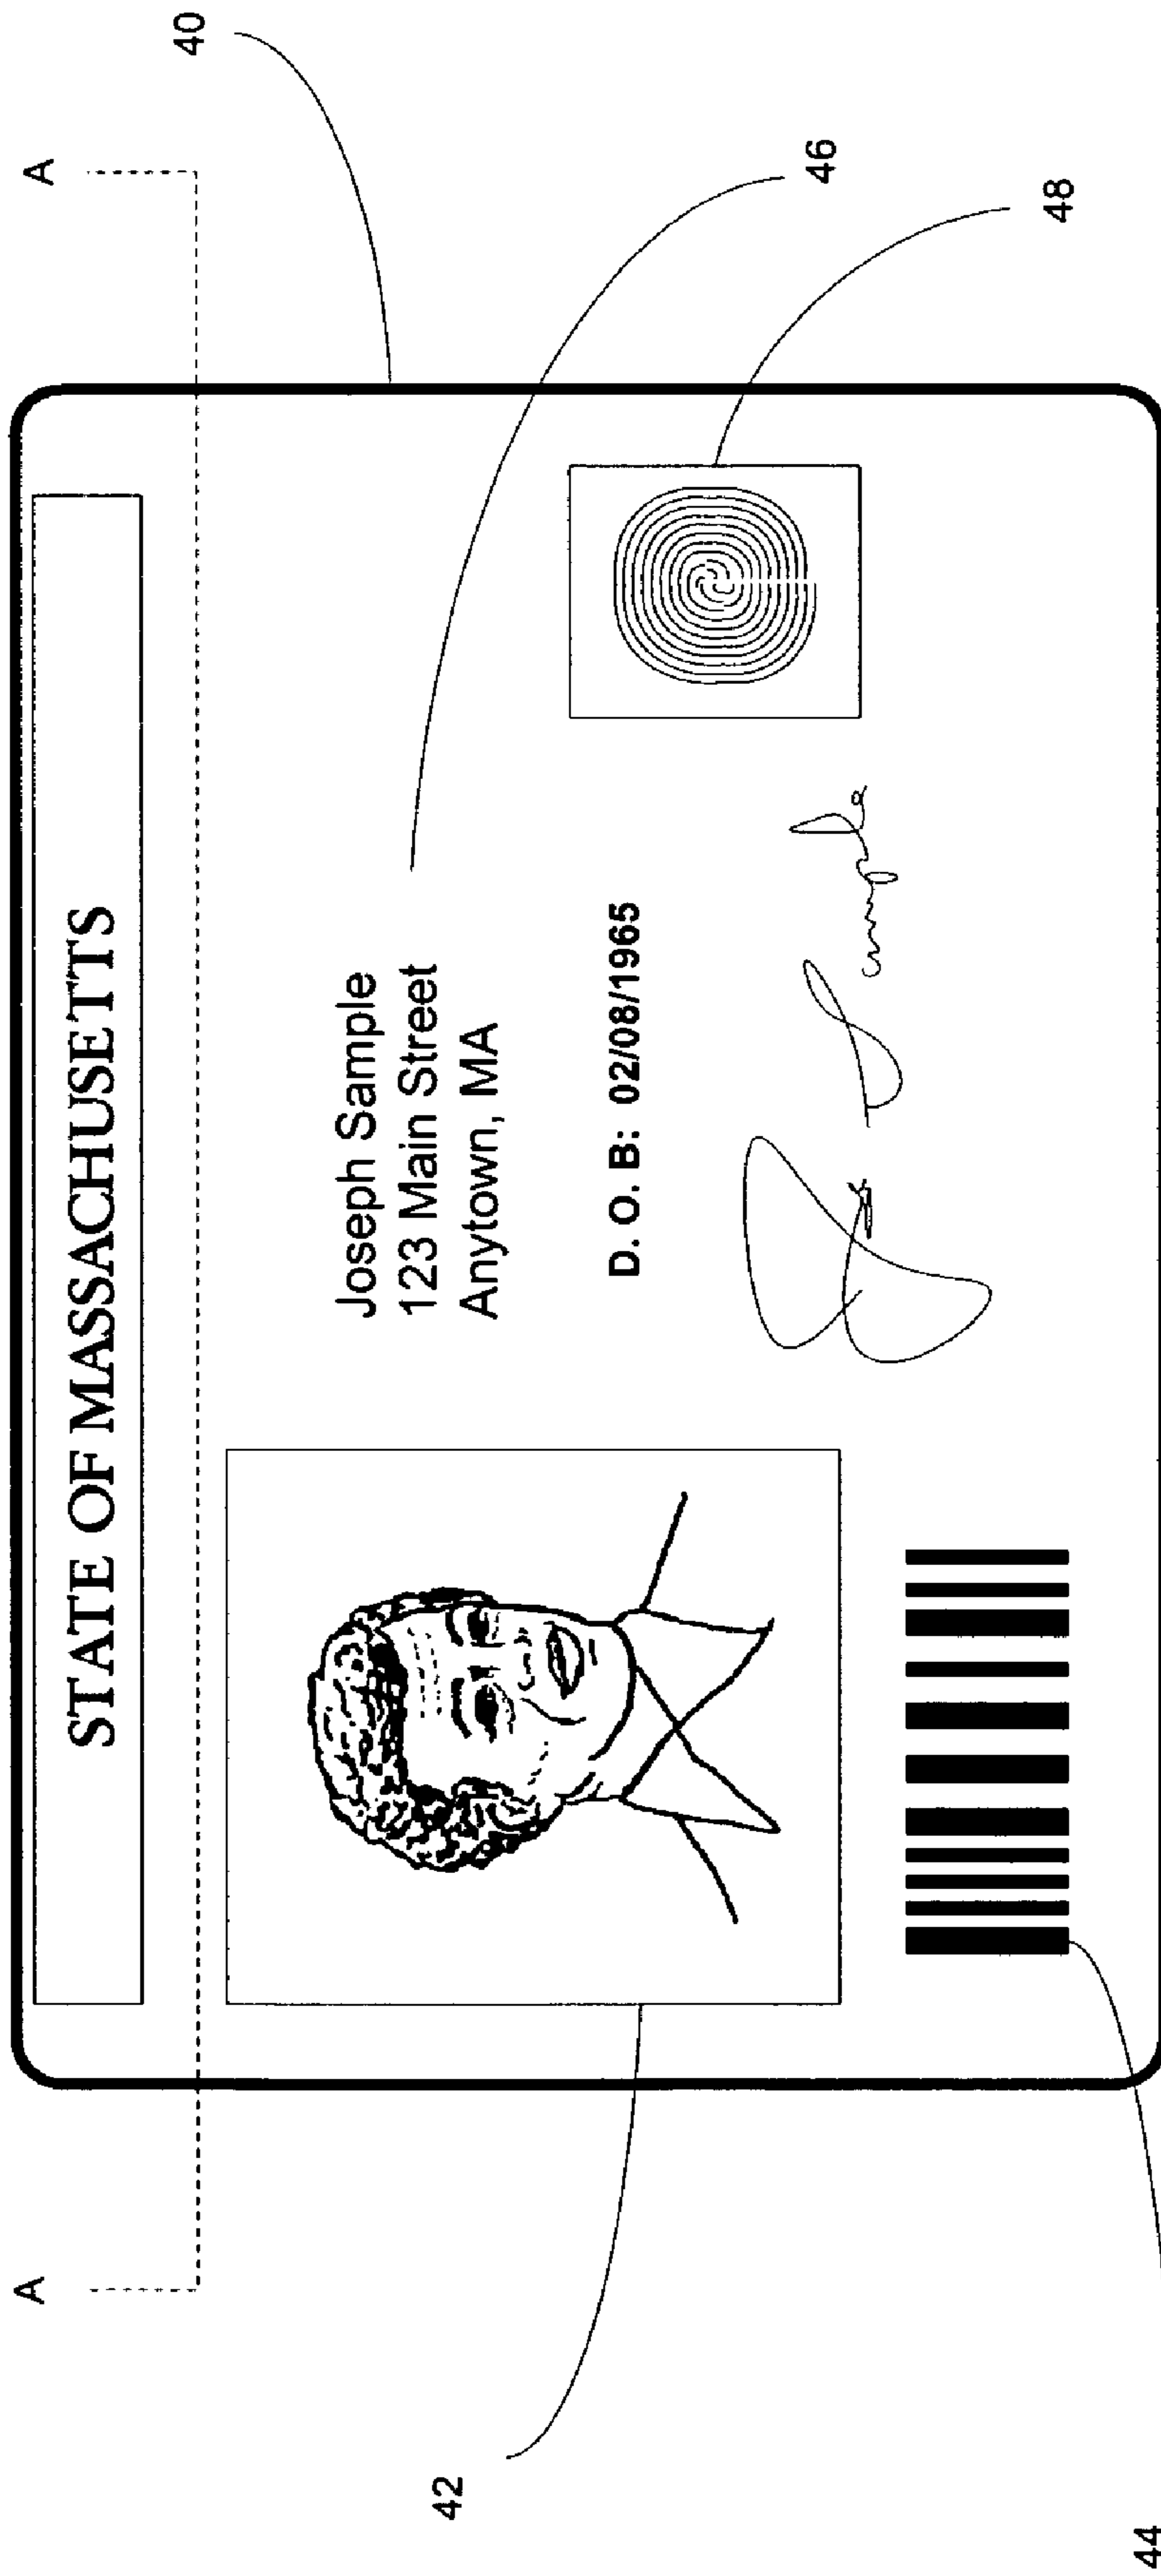 A
A
40
STATE OF MASSACHUSETTS
Joseph Sample
123 Main Street
Anytown, MA
46
D. O. B: 02/08/1965
48
42
44